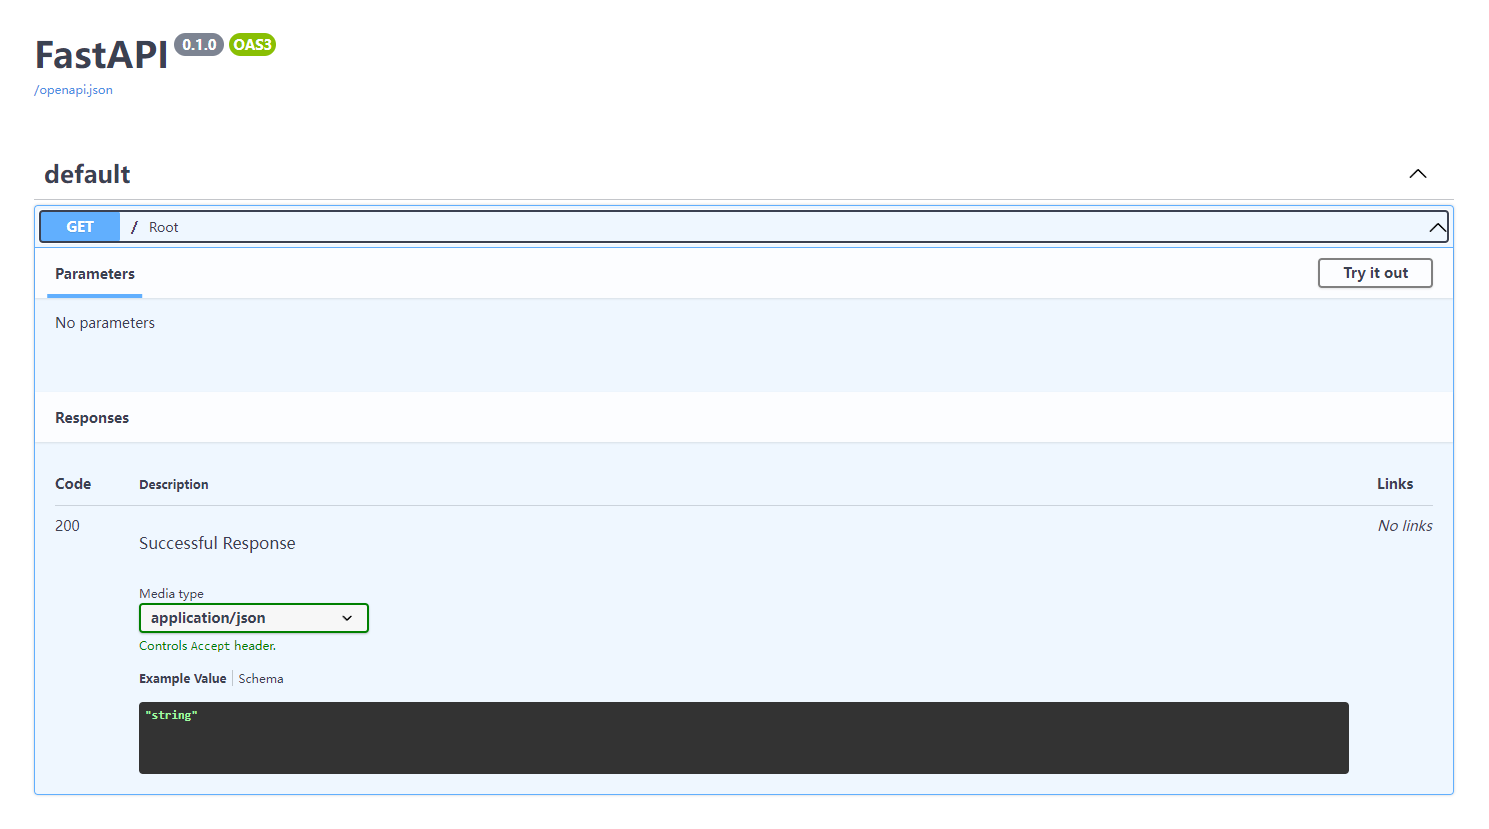 FastAPI 0.1.0 OAS3
/openapi.json
default
GET / Root
Parameters Try it out
No parameters
Responses
Code Description Links
200 No links
Successful Response
Media type
application/json
Controls Accept header.
Example Value Schema
"string"